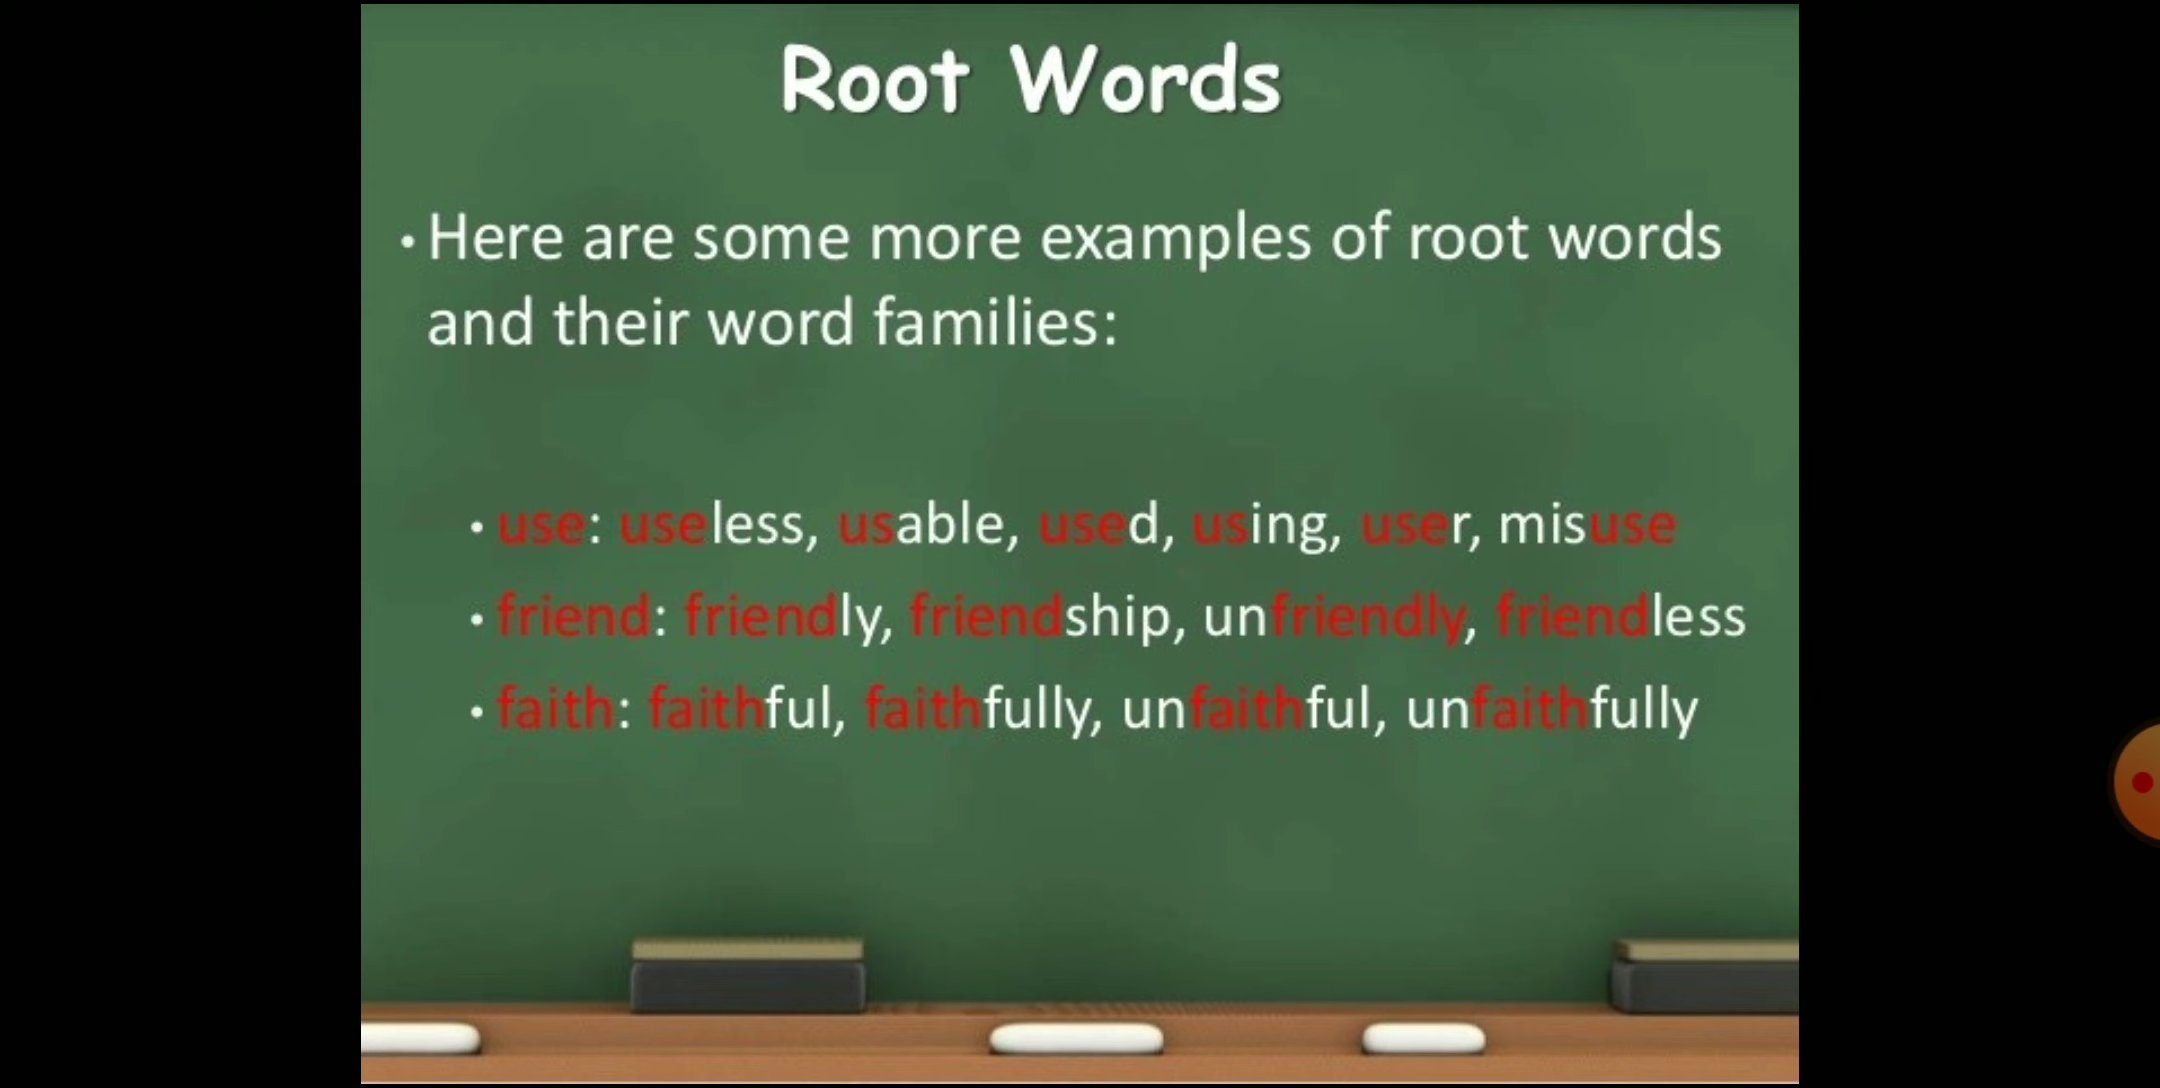 Root Words
• Here are some more examples of root words
and their word families:
• use: useless, usable, used, using, user, misuse
• friend: friendly, friendship, unfriendly, friendless
• faith: faithful, faithfully, unfaithful, unfaithfully